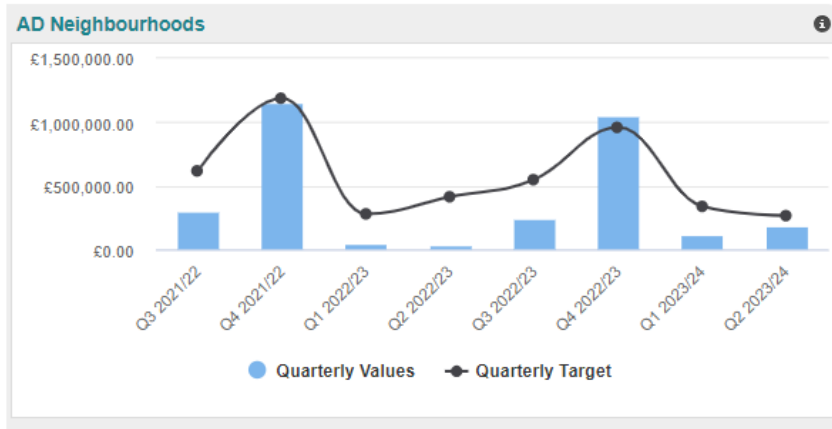 AD Neighbourhoods
£1,500,000.00
£1,000,000.00
£500,000.00
£0.00
Q3 2021/22
Q4 2021/22
Q1 2022/23
Q2 2022/23
Q3 2022/23
Q4 2022/23
Q1 2023/24
Q2 2023/24
Quarterly Values
Quarterly Target